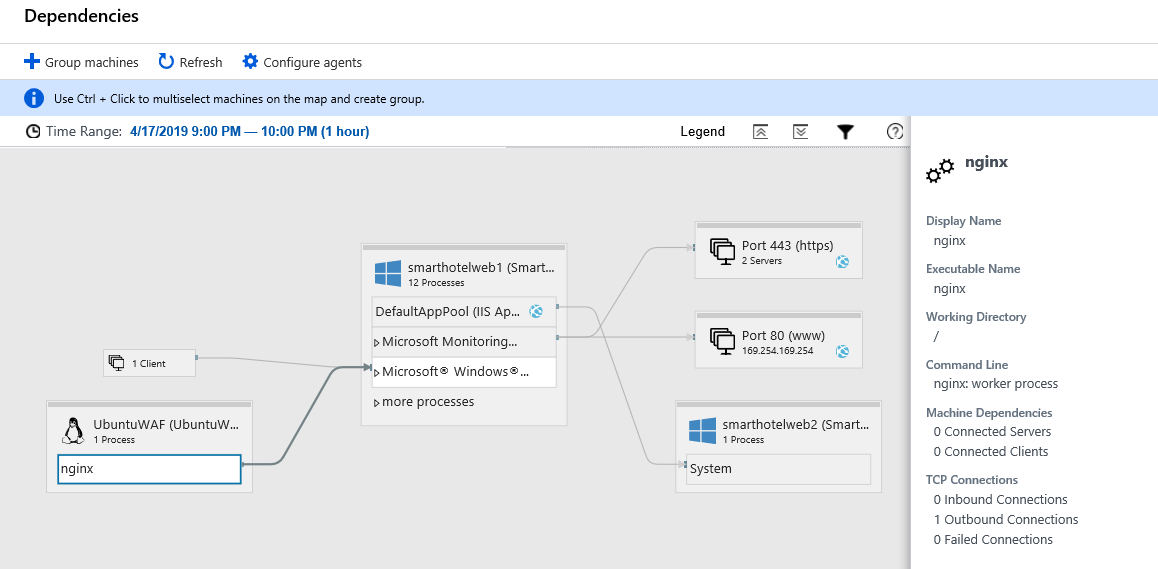 Dependencies
Group machines Refresh Configure agents
Use Ctrl + Click to multiselect machines on the map and create group.
Time Range: 4/17/2019 9:00 PM — 10:00 PM (1 hour) Legend
1 Client
UbuntuWAF (UbuntuW...
1 Process
nginx
smarthotelweb1 (Smart...
12 Processes
DefaultAppPool (IIS Ap...
Microsoft Monitoring...
Microsoft® Windows®...
more processes
Port 443 (https)
2 Servers
Port 80 (www)
169.254.169.254
smarthotelweb2 (Smart...
1 Process
System
nginx
Display Name
nginx
Executable Name
nginx
Working Directory
/
Command Line
nginx: worker process
Machine Dependencies
0 Connected Servers
0 Connected Clients
TCP Connections
0 Inbound Connections
1 Outbound Connections
0 Failed Connections